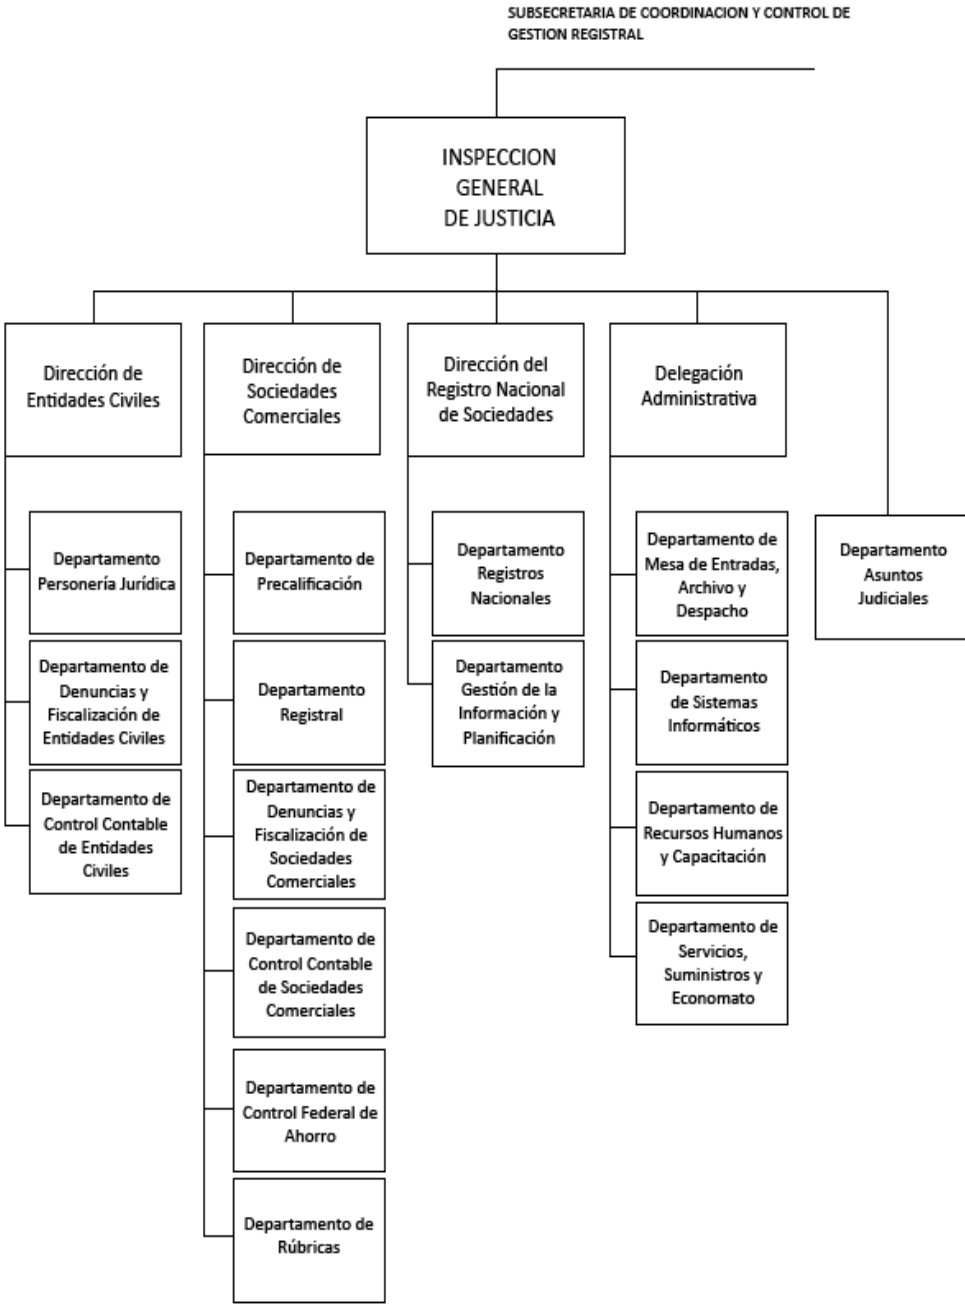 SUBSECRETARIA DE COORDINACION Y CONTROL DE
GESTION REGISTRAL
INSPECCION
GENERAL
DE JUSTICIA
Dirección de
Entidades Civiles
Dirección de
Sociedades
Comerciales
Dirección del
Registro Nacional
de Sociedades
Delegación
Administrativa
Departamento
Personería Jurídica
Departamento de
Denuncias y
Fiscalización de
Entidades Civiles
Departamento de
Control Contable
de Entidades
Civiles
Departamento de
Precalificación
Departamento
Registral
Departamento de
Denuncias y
Fiscalización de
Sociedades
Comerciales
Departamento de
Control Contable
de Sociedades
Comerciales
Departamento de
Control Federal de
Ahorro
Departamento de
Rúbricas
Departamento
Registros
Nacionales
Departamento
Gestión de la
Información y
Planificación
Departamento de
Mesa de Entradas,
Archivo y
Despacho
Departamento
de Sistemas
Informáticos
Departamento de
Recursos Humanos
y Capacitación
Departamento de
Servicios,
Suministros y
Economato
Departamento
Asuntos
Judiciales